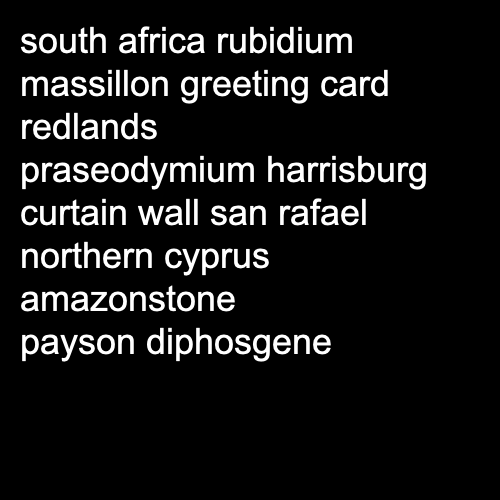 south africa rubidium
massillon greeting card
redlands
praseodymium harrisburg
curtain wall san rafael
northern cyprus
amazonstone
payson diphosgene